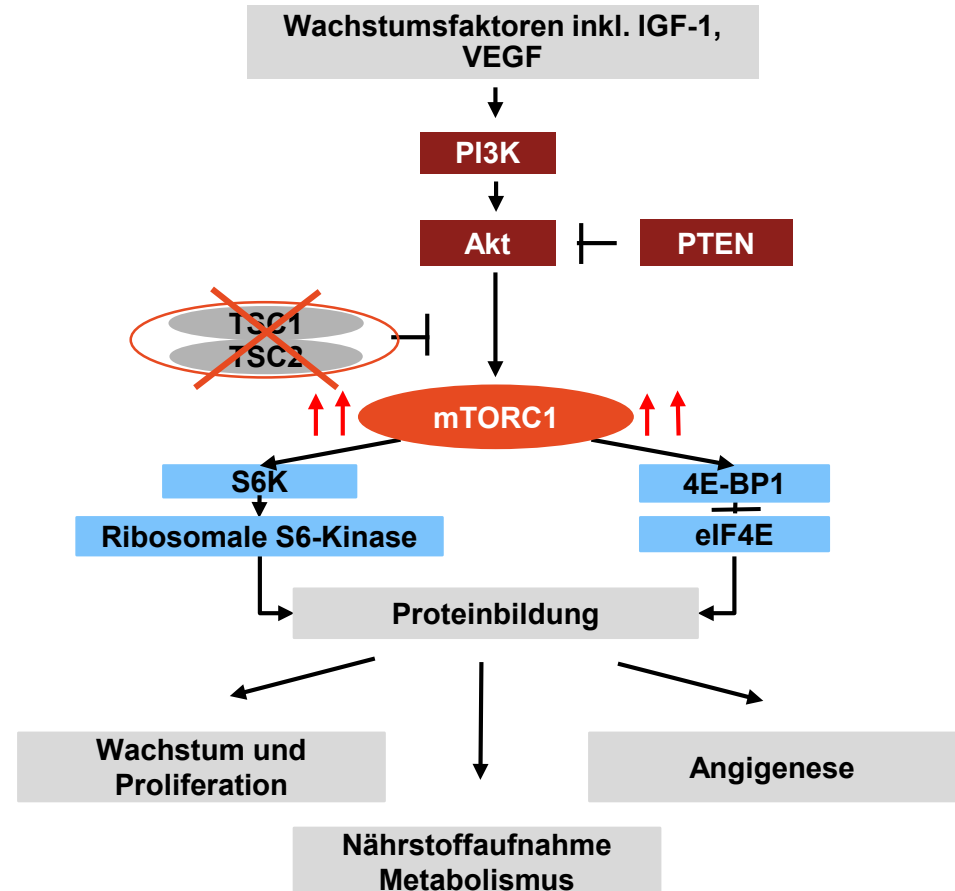 Wachstumsfaktoren inkl. IGF-1,
VEGF
PI3K
Akt
PTEN
TSC1
TSC2
mTORC1
S6K
4E-BP1
Ribosomale S6-Kinase
eIF4E
Proteinbildung
Wachstum und
Proliferation
Angigenese
Nährstoffaufnahme
Metabolismus